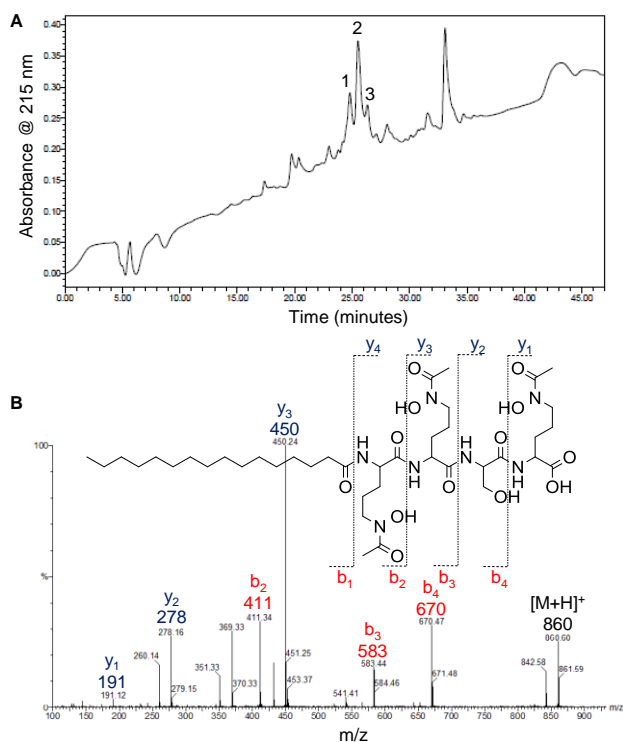 A
Absorbance @ 215 nm
0.40
0.35
0.30
0.25
0.20
0.15
0.10
0.05
0.00
1
2
3
0.00 5.00 10.00 15.00 20.00 25.00 30.00 35.00 40.00 45.00
Time (minutes)
B
y4 y3 y2 y1
O N HO
O N HO
O
H N
O
N H
O
H N
O
N H
O
OH
OH
N OH
O
b1 b2 b3 b4
100
%
y3
450
450.24
y2
278
278.16
y1
191
191.12
260.14
279.15
351.33
369.33
370.33
b2
411
411.34
451.25
453.37
541.41
b3
583
583.44
584.46
b4
670
670.47
671.48
842.58
[M+H]+
860
860.60
861.59
100 150 200 250 300 350 400 450 500 550 600 650 700 750 800 850 900
m/z
m/z